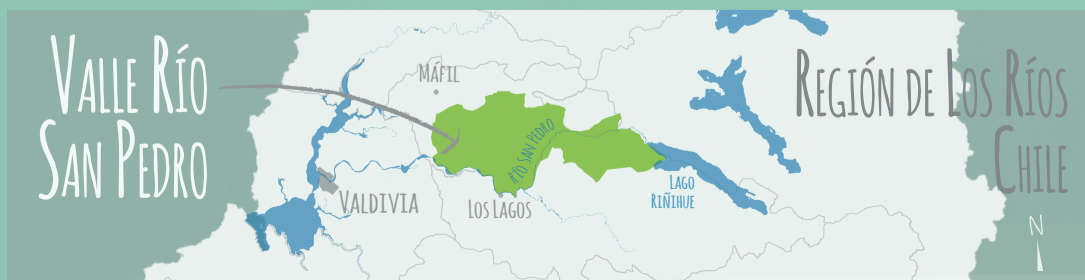 Valle Río
San Pedro
Máfil
Río San Pedro
Valdivia
Los Lagos
Lago
Riñihue
Región de Los Ríos
Chile
N